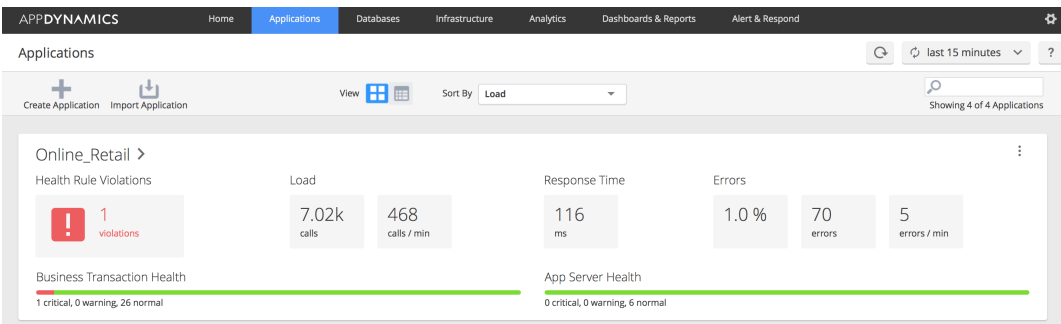 APPDYNAMICS Home Applications Databases Infrastructure Analytics Dashboards & Reports Alert & Respond
Applications last 15 minutes ?
Create Application Import Application View Sort By Load Showing 4 of 4 Applications
Online_Retail >
Health Rule Violations Load Response Time Errors
! 1 7.02k 468 116 1.0 % 70 5
violations calls calls / min ms errors errors / min
Business Transaction Health App Server Health
1 critical, 0 warning, 26 normal 0 critical, 0 warning, 6 normal